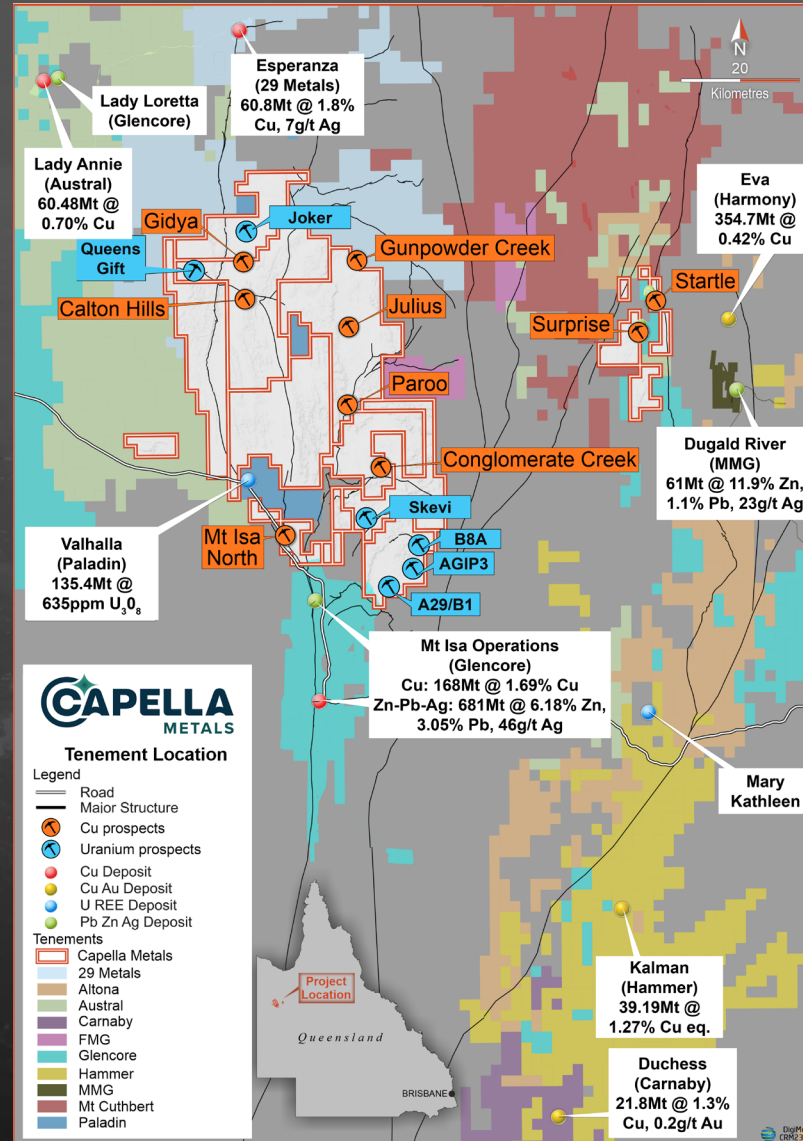 Esperanza
(29 Metals)
60.8Mt @ 1.8%
Cu, 7g/t Ag
N
20
Kilometres
Lady Loretta
(Glencore)
Lady Annie
(Austral)
60.48Mt @
0.70% Cu
Eva
(Harmony)
354.7Mt @
0.42% Cu
Gidya
Joker
Queens
Gift
Gunpowder Creek
Calton Hills
Julius
Startle
Surprise
Paroo
Dugald River
(MMG)
61Mt @ 11.9% Zn,
1.1% Pb, 23g/t Ag
Conglomerate Creek
Skevi
Mt Isa
North
B8A
AGIP3
A29/B1
Valhalla
(Paladin)
135.4Mt @
635ppm U₃0₈
Mt Isa Operations
(Glencore)
Cu: 168Mt @ 1.69% Cu
Zn-Pb-Ag: 681Mt @ 6.18% Zn,
3.05% Pb, 46g/t Ag
Mary
Kathleen
CAPELLA
METALS
Tenement Location
Legend
Road
Major Structure
Cu prospects
Uranium prospects
Cu Deposit
Cu Au Deposit
U REE Deposit
Pb Zn Ag Deposit
Tenements
Capella Metals
29 Metals
Altona
Austral
Carnaby
FMG
Glencore
Hammer
MMG
Mt Cuthbert
Paladin
Project
Location
Queensland
BRISBANE
Kalman
(Hammer)
39.19Mt @
1.27% Cu eq.
Duchess
(Carnaby)
21.8Mt @ 1.3%
Cu, 0.2g/t Au